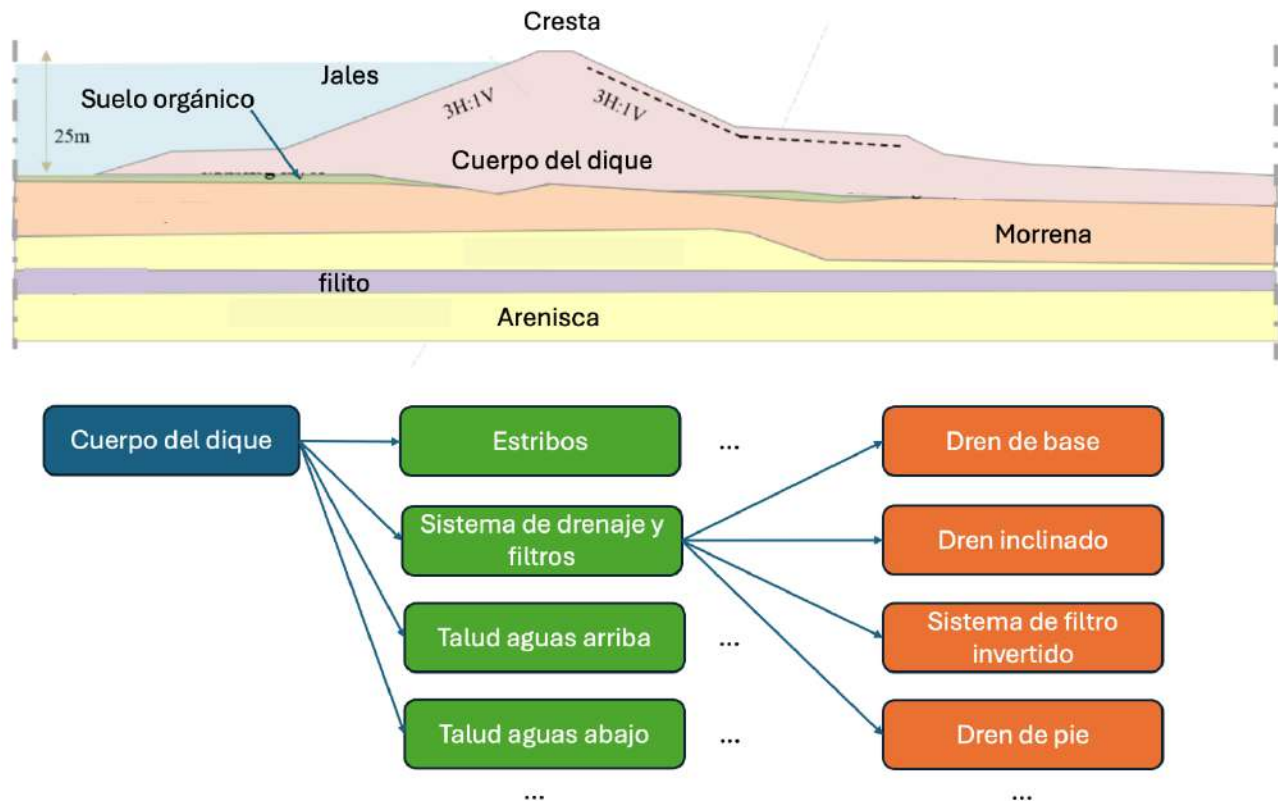 Cresta
Jales
Suelo orgánico
3H:1V
3H:1V
25m
Cuerpo del dique
Morrena
filito
Arenisca
Cuerpo del dique
Estribos
...
Dren de base
Sistema de drenaje y
filtros
Dren inclinado
Talud aguas arriba
...
Sistema de filtro
invertido
Talud aguas abajo
...
Dren de pie
...
...